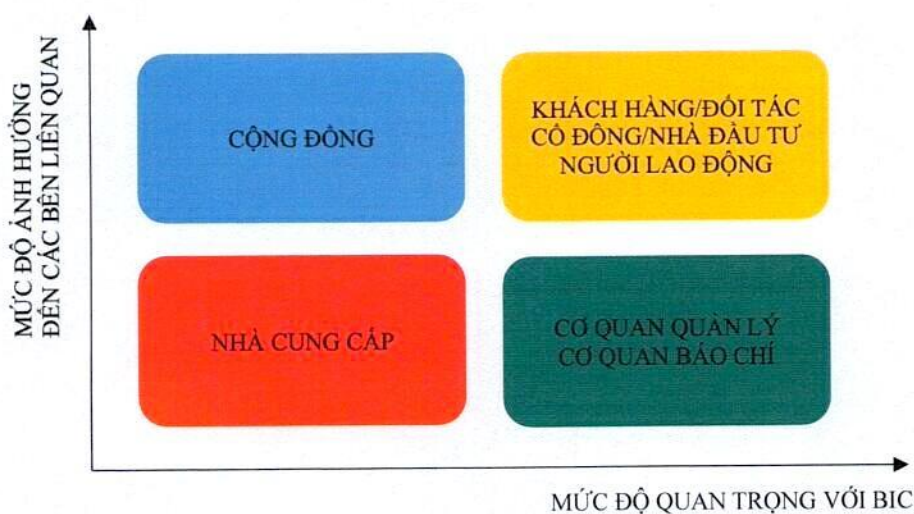 MỨC ĐỘ ẢNH HƯỞNG
ĐẾN CÁC BÊN LIÊN QUAN
CỘNG ĐỒNG
KHÁCH HÀNG/ĐỐI TÁC
CỔ ĐÔNG/NHÀ ĐẦU TƯ
NGƯỜI LAO ĐỘNG
NHÀ CUNG CẤP
CƠ QUAN QUẢN LÝ
CƠ QUAN BÁO CHÍ
MỨC ĐỘ QUAN TRỌNG VỚI BIC